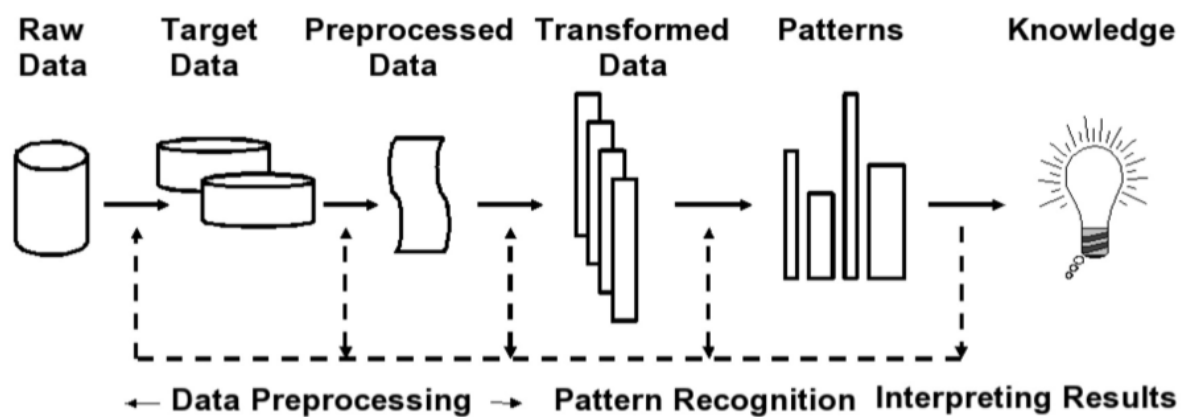 Raw Data
Target Data
Preprocessed Data
Transformed Data
Patterns
Knowledge
Data Preprocessing
Pattern Recognition
Interpreting Results